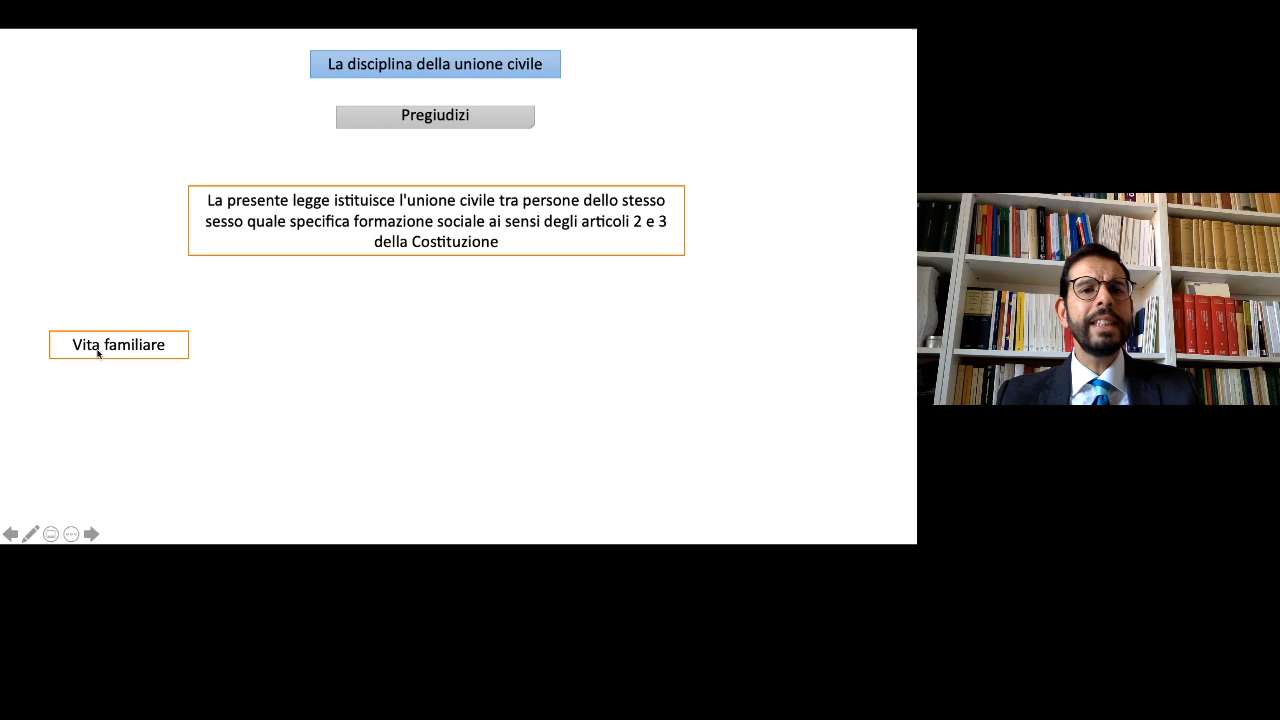 La disciplina della unione civile
Pregiudizi
La presente legge istituisce l'unione civile tra persone dello stesso
sesso quale specifica formazione sociale ai sensi degli articoli 2 e 3
della Costituzione
Vita familiare